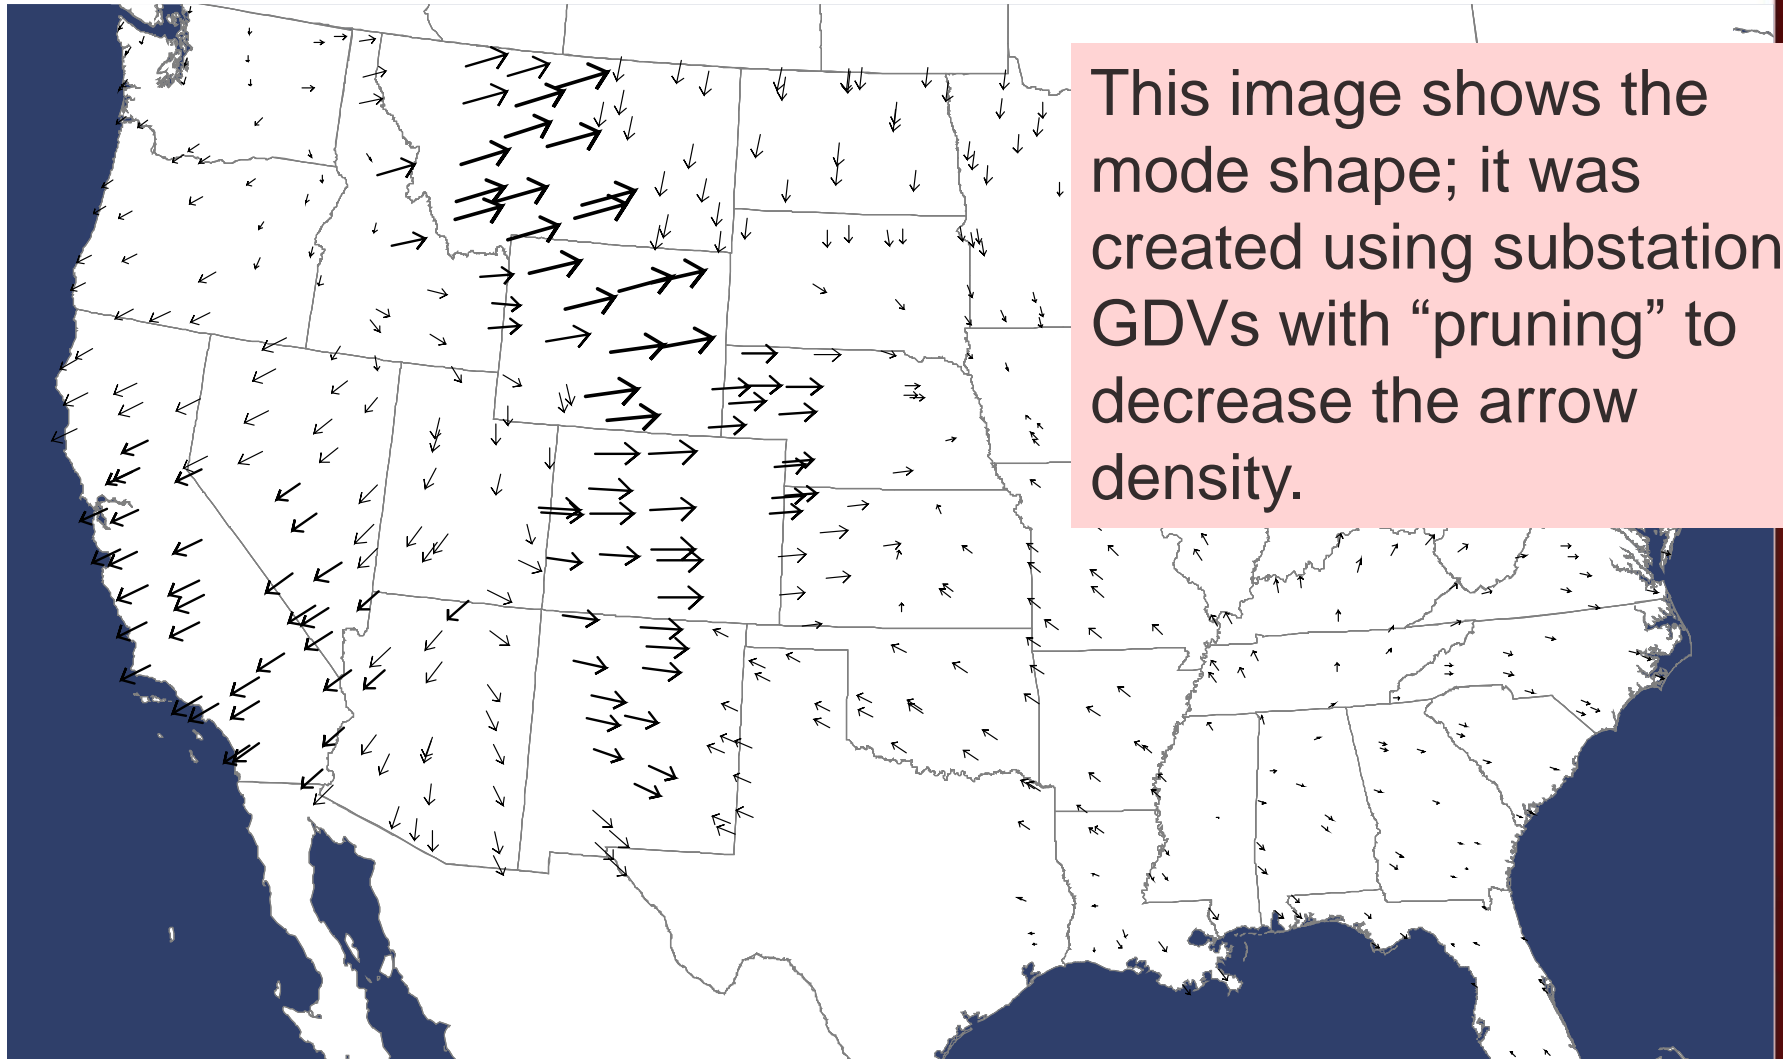 This image shows the
mode shape; it was
created using substation
GDVs with “pruning” to
decrease the arrow
density.